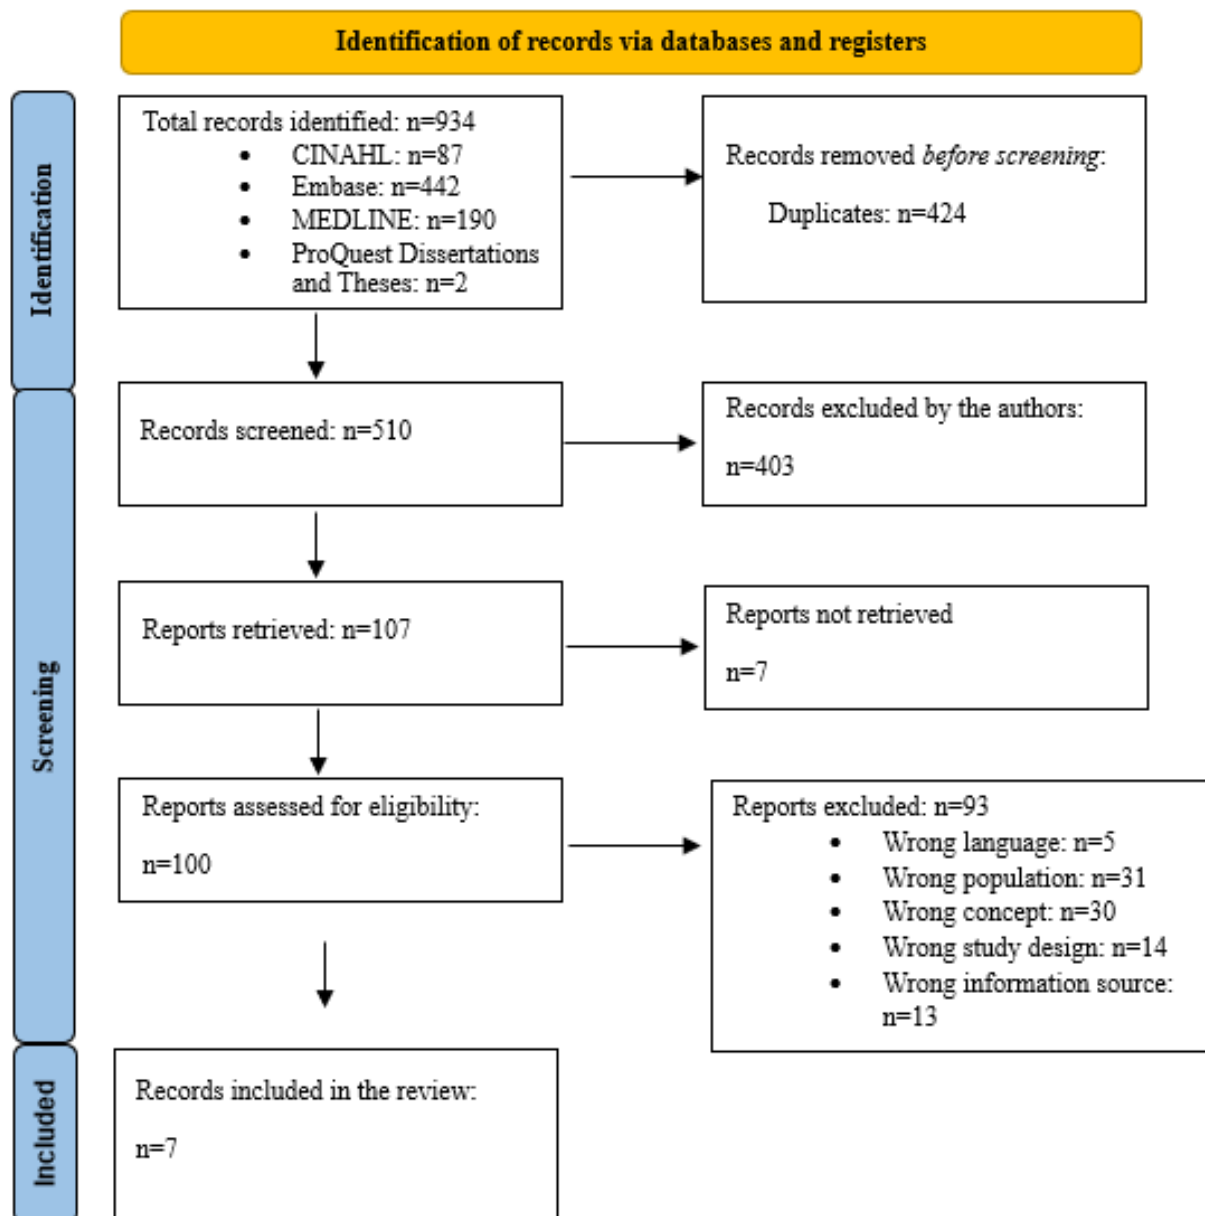 Identification of records via databases and registers
Identification
Total records identified: n=934
• CINAHL: n=87
• Embase: n=442
• MEDLINE: n=190
• ProQuest Dissertations
and Theses: n=2
Records removed before screening:
Duplicates: n=424
Screening
Records screened: n=510
Records excluded by the authors:
n=403
Reports retrieved: n=107
Reports not retrieved
n=7
Reports assessed for eligibility:
n=100
Reports excluded: n=93
• Wrong language: n=5
• Wrong population: n=31
• Wrong concept: n=30
• Wrong study design: n=14
• Wrong information source:
n=13
Included
Records included in the review:
n=7